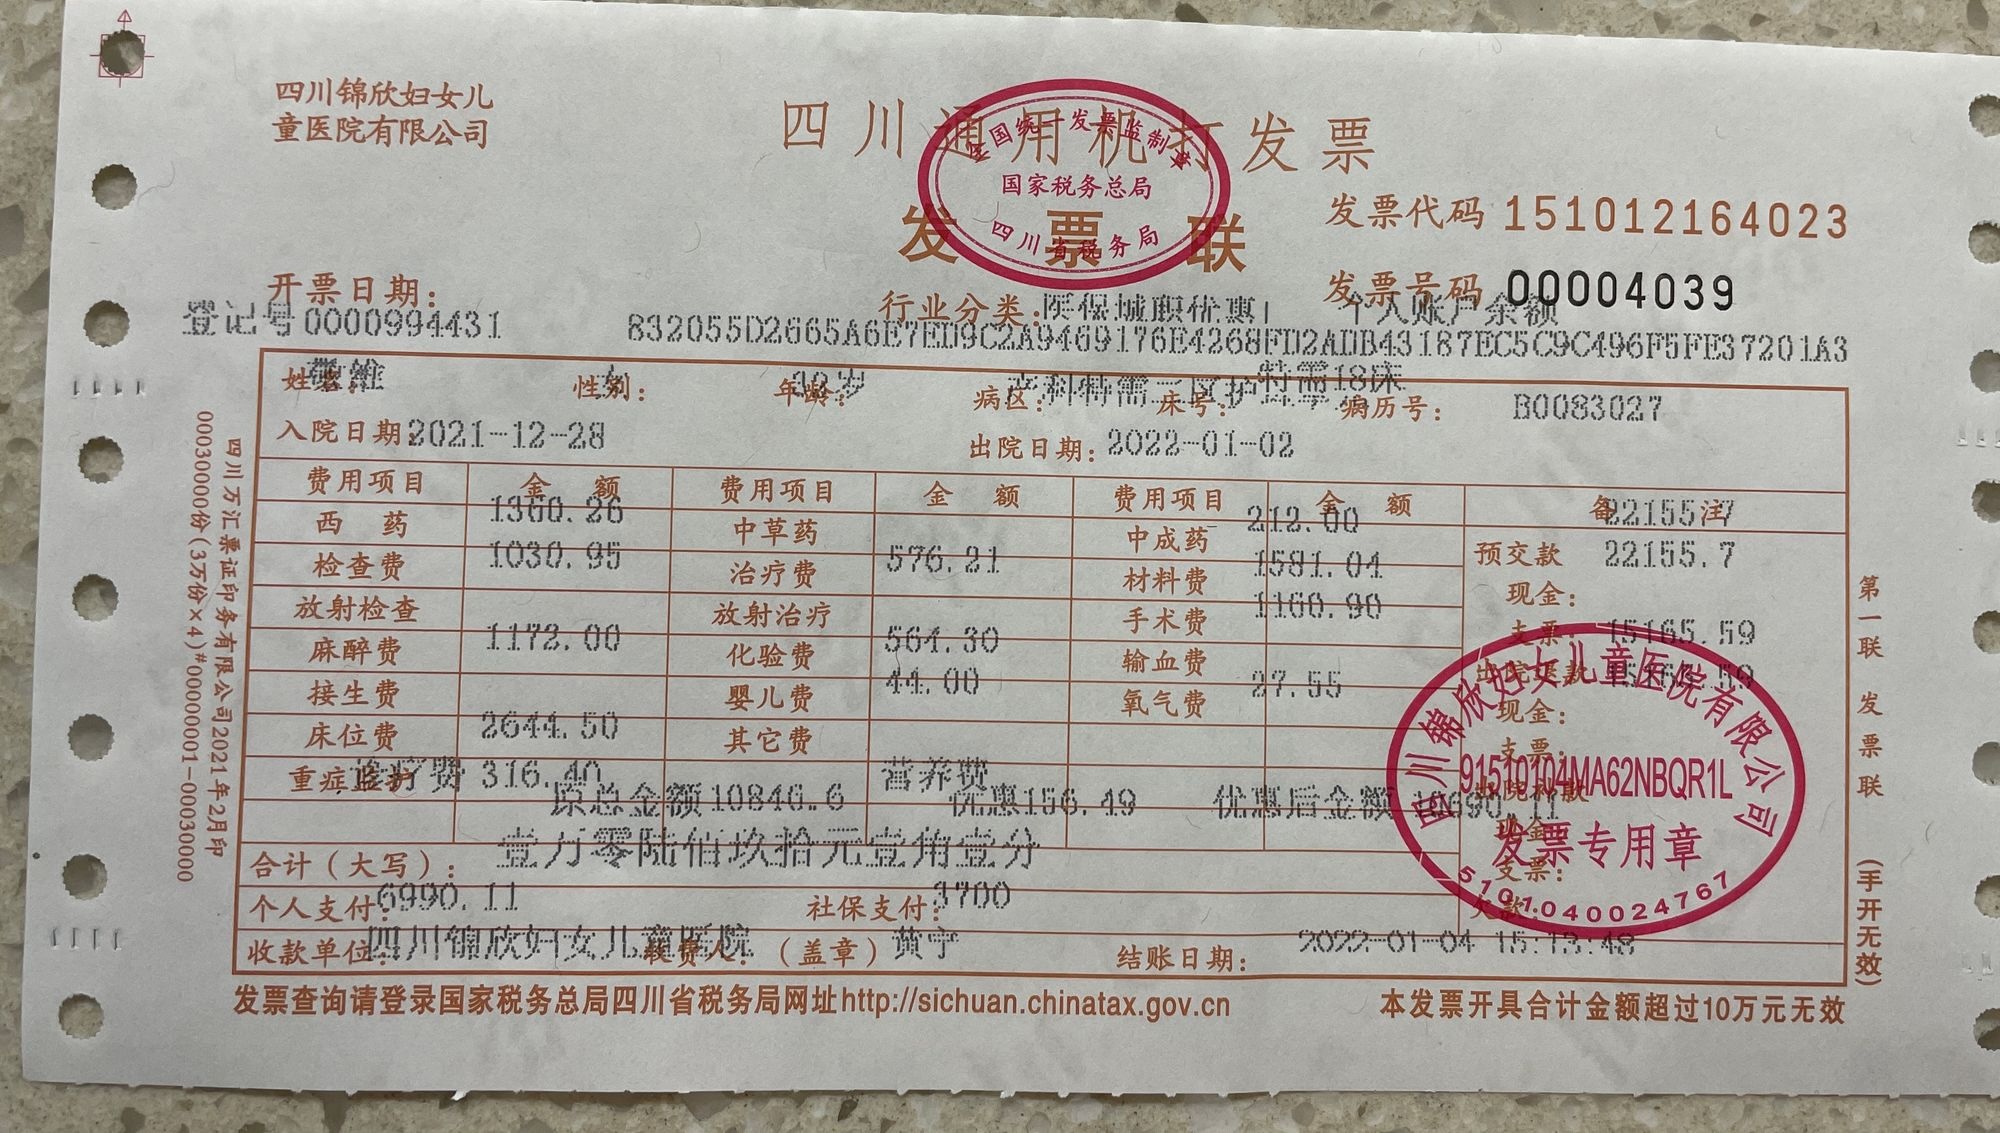 四川锦欣妇女儿
童医院有限公司
四川通用机打发票
全国统一发票监制章
国家税务总局
四川省税务局
发票联
发票代码 151012164023
发票号码 00004039
开票日期:
行业分类: 医保城职优惠| 个人账户余额
登记号0000994431 832055D2665A6E7ED9C2A9469176E4268FD2ADB43187EC5C9C496F5FE37201A3
姓名: 性别: 女 年龄: 岁 病区: 产科特需二区护 床号: 特需18床 病历号: B0083027
入院日期: 2021-12-28 出院日期: 2022-01-02
费用项目 金额 费用项目 金额 费用项目 金额 备注 22155.7
西药 1360.26 中草药 中成药 212.00 预交款 22155.7
检查费 1030.95 治疗费 576.21 材料费 1581.04 现金:
放射检查 放射治疗 手术费 1160.90 支票: 15165.59
麻醉费 1172.00 化验费 564.30 输血费 出院退款 15165.59
接生费 婴儿费 44.00 氧气费 27.55 现金:
床位费 2644.50 其它费 支票:
重症监护 诊疗费 316.40 营养费 出院补款
原总金额10846.6 优惠156.49 优惠后金额 10690.11 现金:
合计（大写）: 壹万零陆佰玖拾元壹角壹分 支票:
个人支付: 6990.11 社保支付: 3700 欠款:
收款单位: 四川锦欣妇女儿童医院 收费人: （盖章） 黄宁 结账日期: 2022-01-04 15:13:48
四川锦欣妇女儿童医院有限公司
91510104MA62NBQR1L
发票专用章
5101040024767
发票查询请登录国家税务总局四川省税务局网址http://sichuan.chinatax.gov.cn 本发票开具合计金额超过10万元无效
四川万汇票证印务有限公司2021年2月印
00030000份(3万份×4)#00000001-00030000
第一联 发票联
(手开无效)